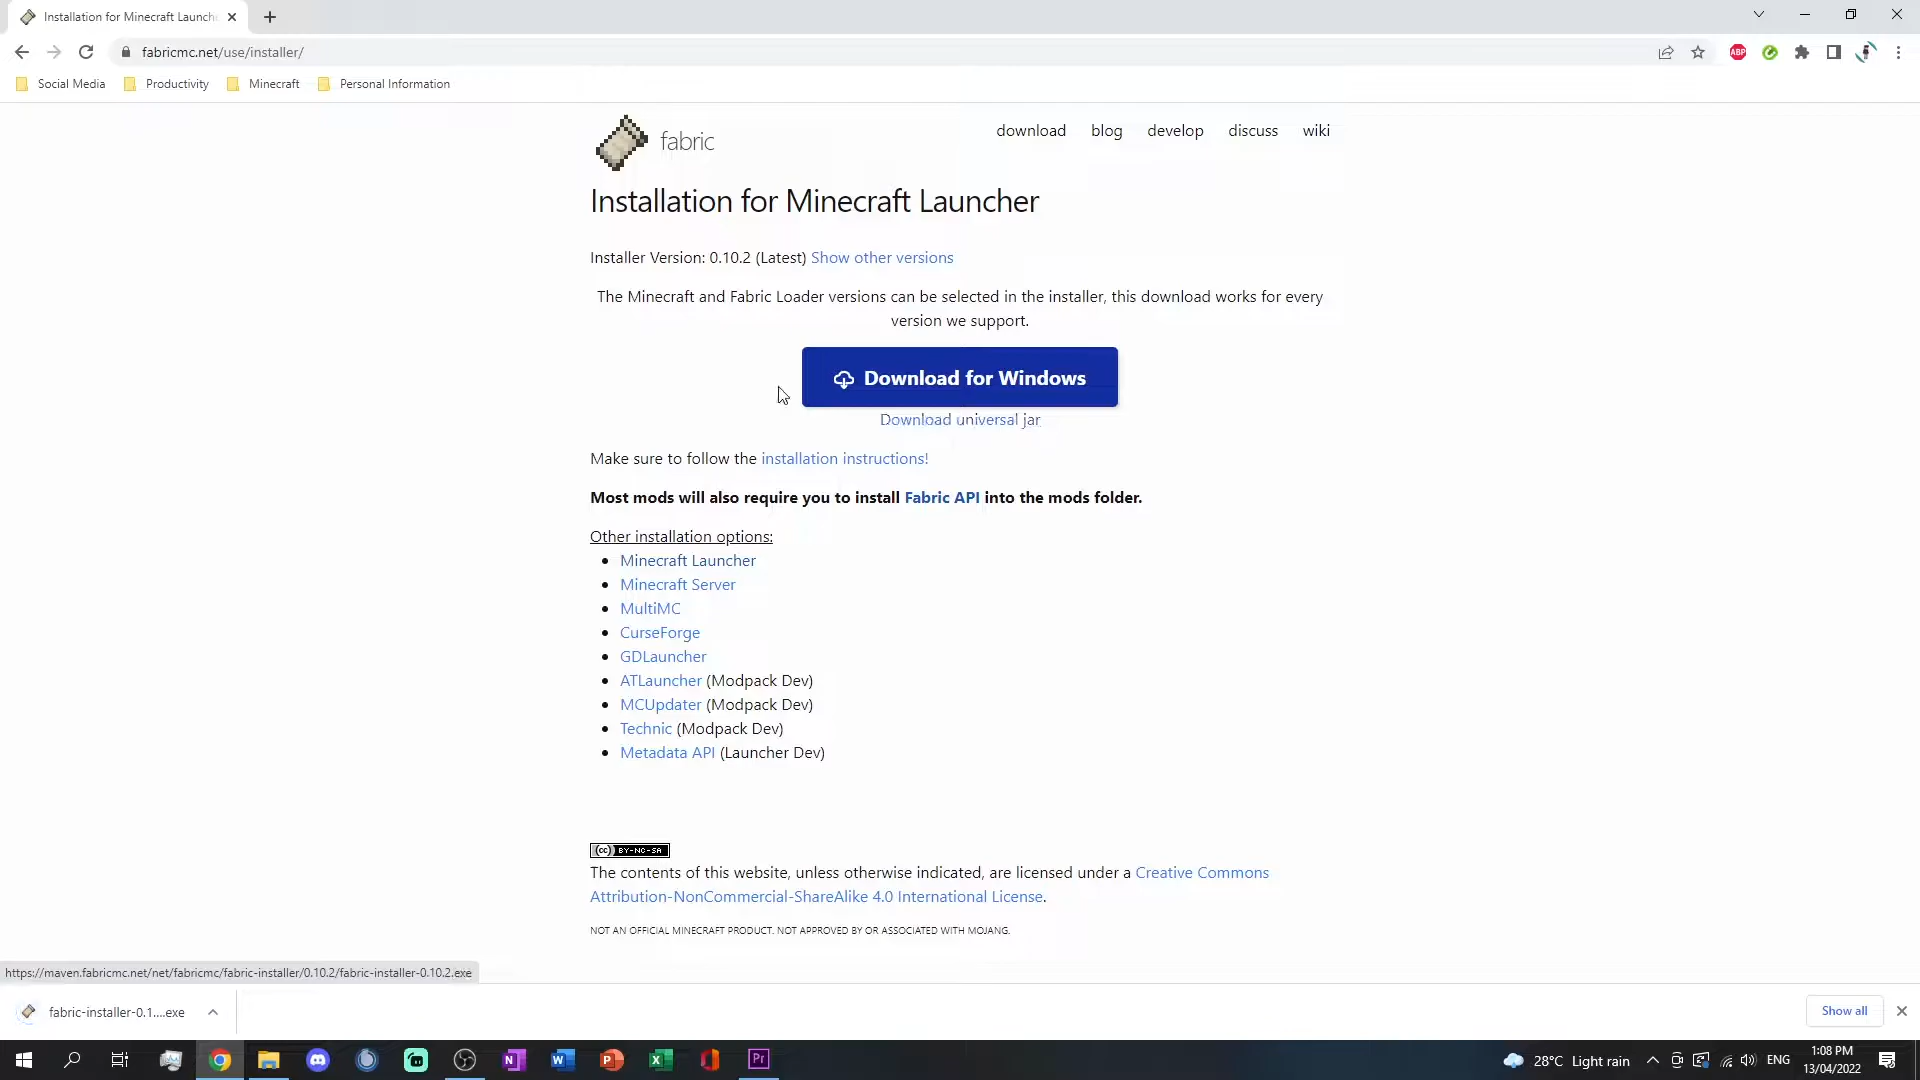 Installation for Minecraft Launche
fabricmc.net/use/installer/
ABP
Social Media Productivity Minecraft Personal Information
fabric
download blog develop discuss wiki
Installation for Minecraft Launcher
Installer Version: 0.10.2 (Latest) Show other versions
The Minecraft and Fabric Loader versions can be selected in the installer, this download works for every
version we support.
Download for Windows
Download universal jar
Make sure to follow the installation instructions!
Most mods will also require you to install Fabric API into the mods folder.
Other installation options:
Minecraft Launcher
Minecraft Server
MultiMC
CurseForge
GDLauncher
ATLauncher (Modpack Dev)
MCUpdater (Modpack Dev)
Technic (Modpack Dev)
Metadata API (Launcher Dev)
(cc) BY-NC-SA
The contents of this website, unless otherwise indicated, are licensed under a Creative Commons
Attribution-NonCommercial-ShareAlike 4.0 International License.
NOT AN OFFICIAL MINECRAFT PRODUCT. NOT APPROVED BY OR ASSOCIATED WITH MOJANG.
https://maven.fabricmc.net/net/fabricmc/fabric-installer/0.10.2/fabric-installer-0.10.2.exe
fabric-installer-0.1....exe
Show all
N W P X Pr
28°C Light rain
ENG
1:08 PM
13/04/2022